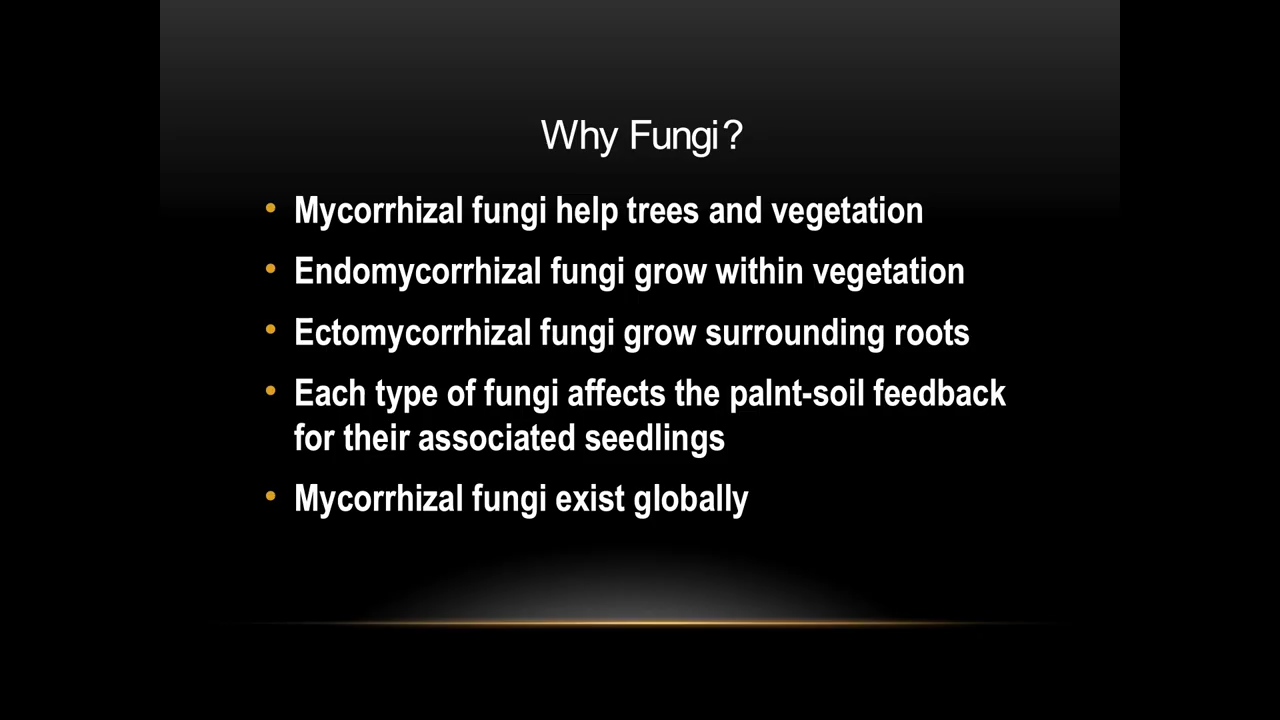 Why Fungi?
• Mycorrhizal fungi help trees and vegetation
• Endomycorrhizal fungi grow within vegetation
• Ectomycorrhizal fungi grow surrounding roots
• Each type of fungi affects the palnt-soil feedback
for their associated seedlings
• Mycorrhizal fungi exist globally